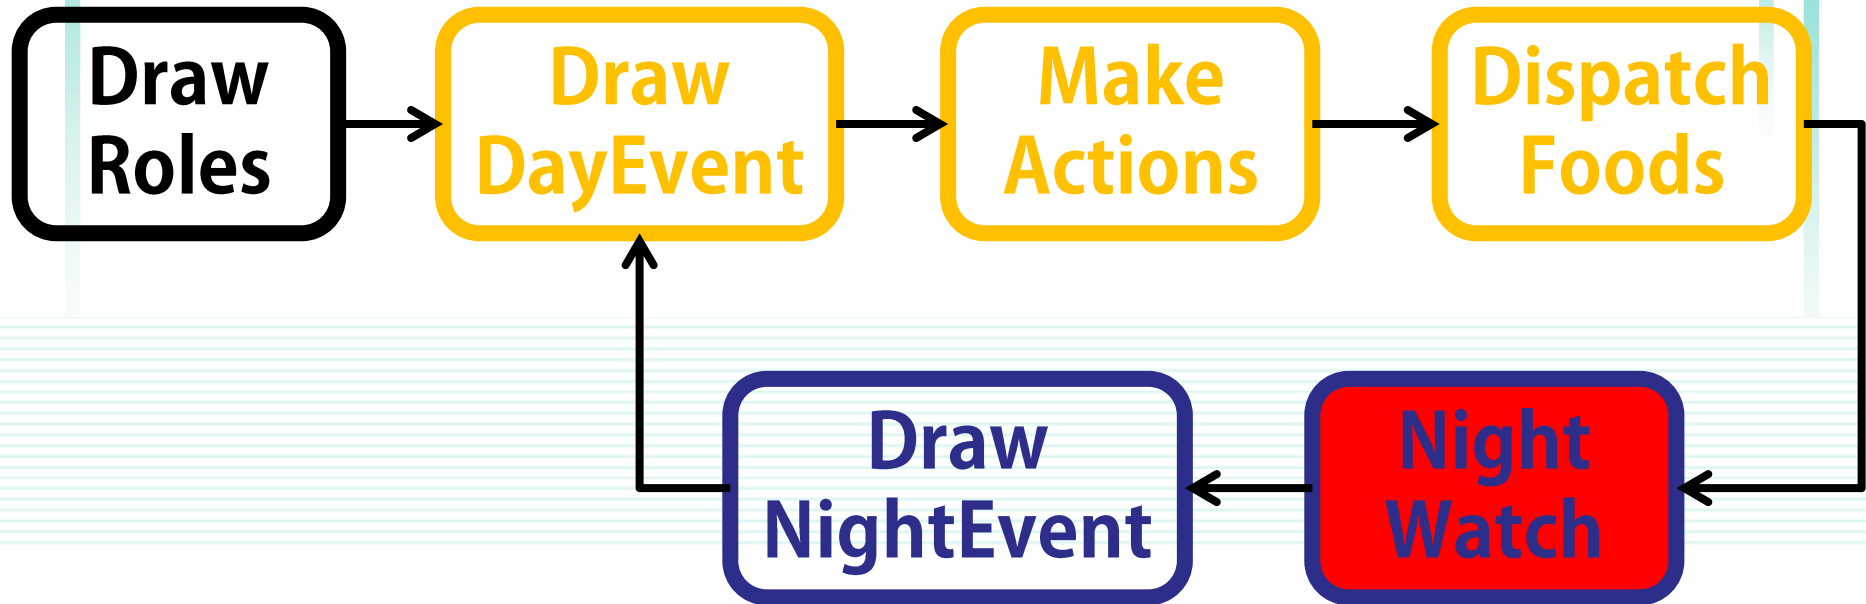 Draw
Roles
Draw
DayEvent
Make
Actions
Dispatch
Foods
Night
Watch
Draw
NightEvent